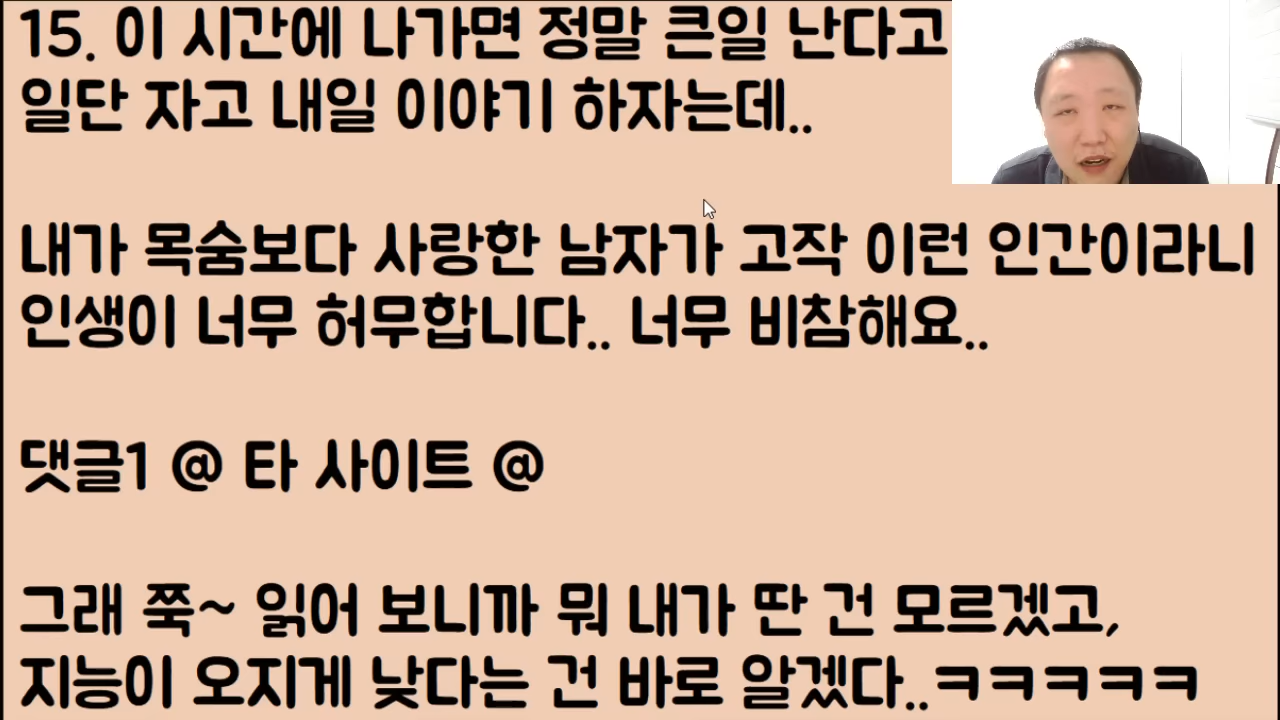 15. 이 시간에 나가면 정말 큰일 난다고
일단 자고 내일 이야기 하자는데..
내가 목숨보다 사랑한 남자가 고작 이런 인간이라니
인생이 너무 허무합니다.. 너무 비참해요..
댓글1 @ 타 사이트 @
그래 쭉~ 읽어 보니까 뭐 내가 딴 건 모르겠고,
지능이 오지게 낮다는 건 바로 알겠다..ㅋㅋㅋㅋㅋ